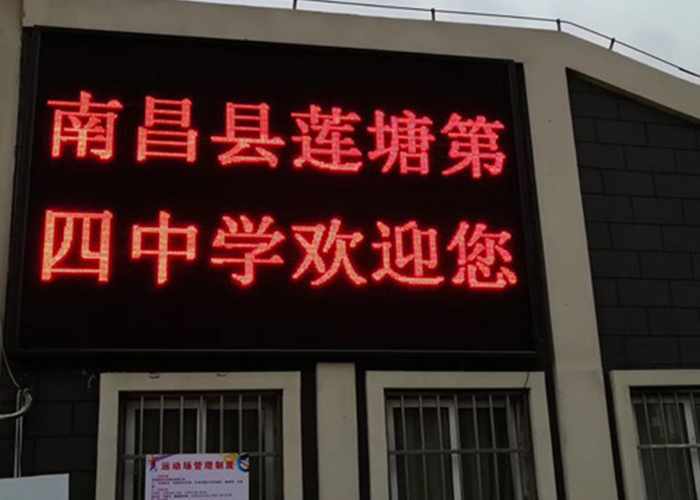 南昌县莲塘第
四中学欢迎您
运动场管理制度